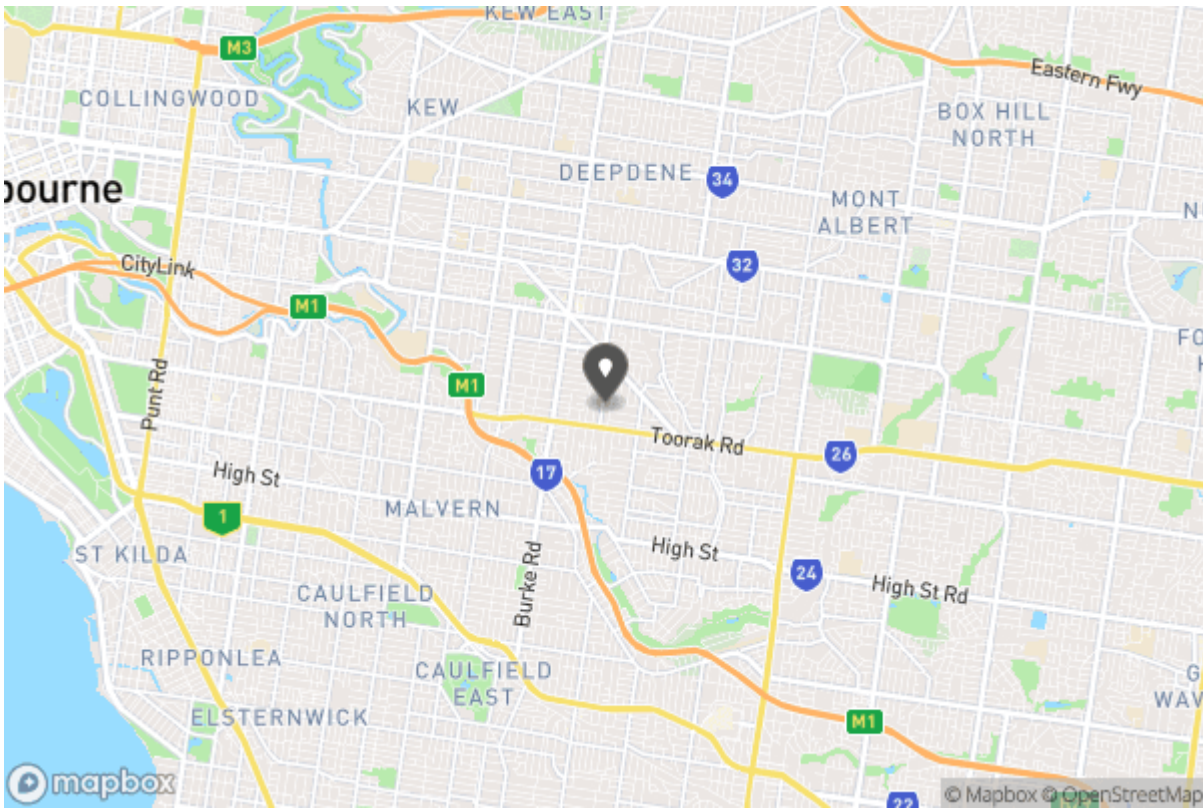 KEW EAST
M3
Eastern Fwy
COLLINGWOOD
KEW
BOX HILL
NORTH
DEEPDENE
34
bourne
MONT
ALBERT
N
CityLink
32
M1
FO
H
Punt Rd
M1
Toorak Rd
26
17
High St
MALVERN
1
High St
ST KILDA
24
High St Rd
Burke Rd
CAULFIELD
NORTH
RIPPONLEA
CAULFIELD
EAST
G
WAV
ELSTERNWICK
M1
mapbox
22
© Mapbox © OpenStreetMap